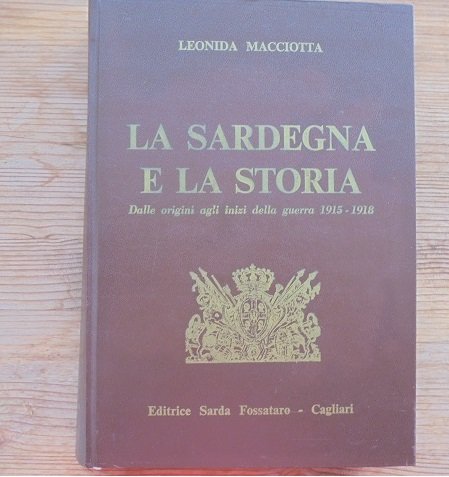 LEONIDA MACCIOTTA
LA SARDEGNA
E LA STORIA
Dalle origini agli inizi della guerra 1915-1918
Editrice Sarda Fossataro - Cagliari